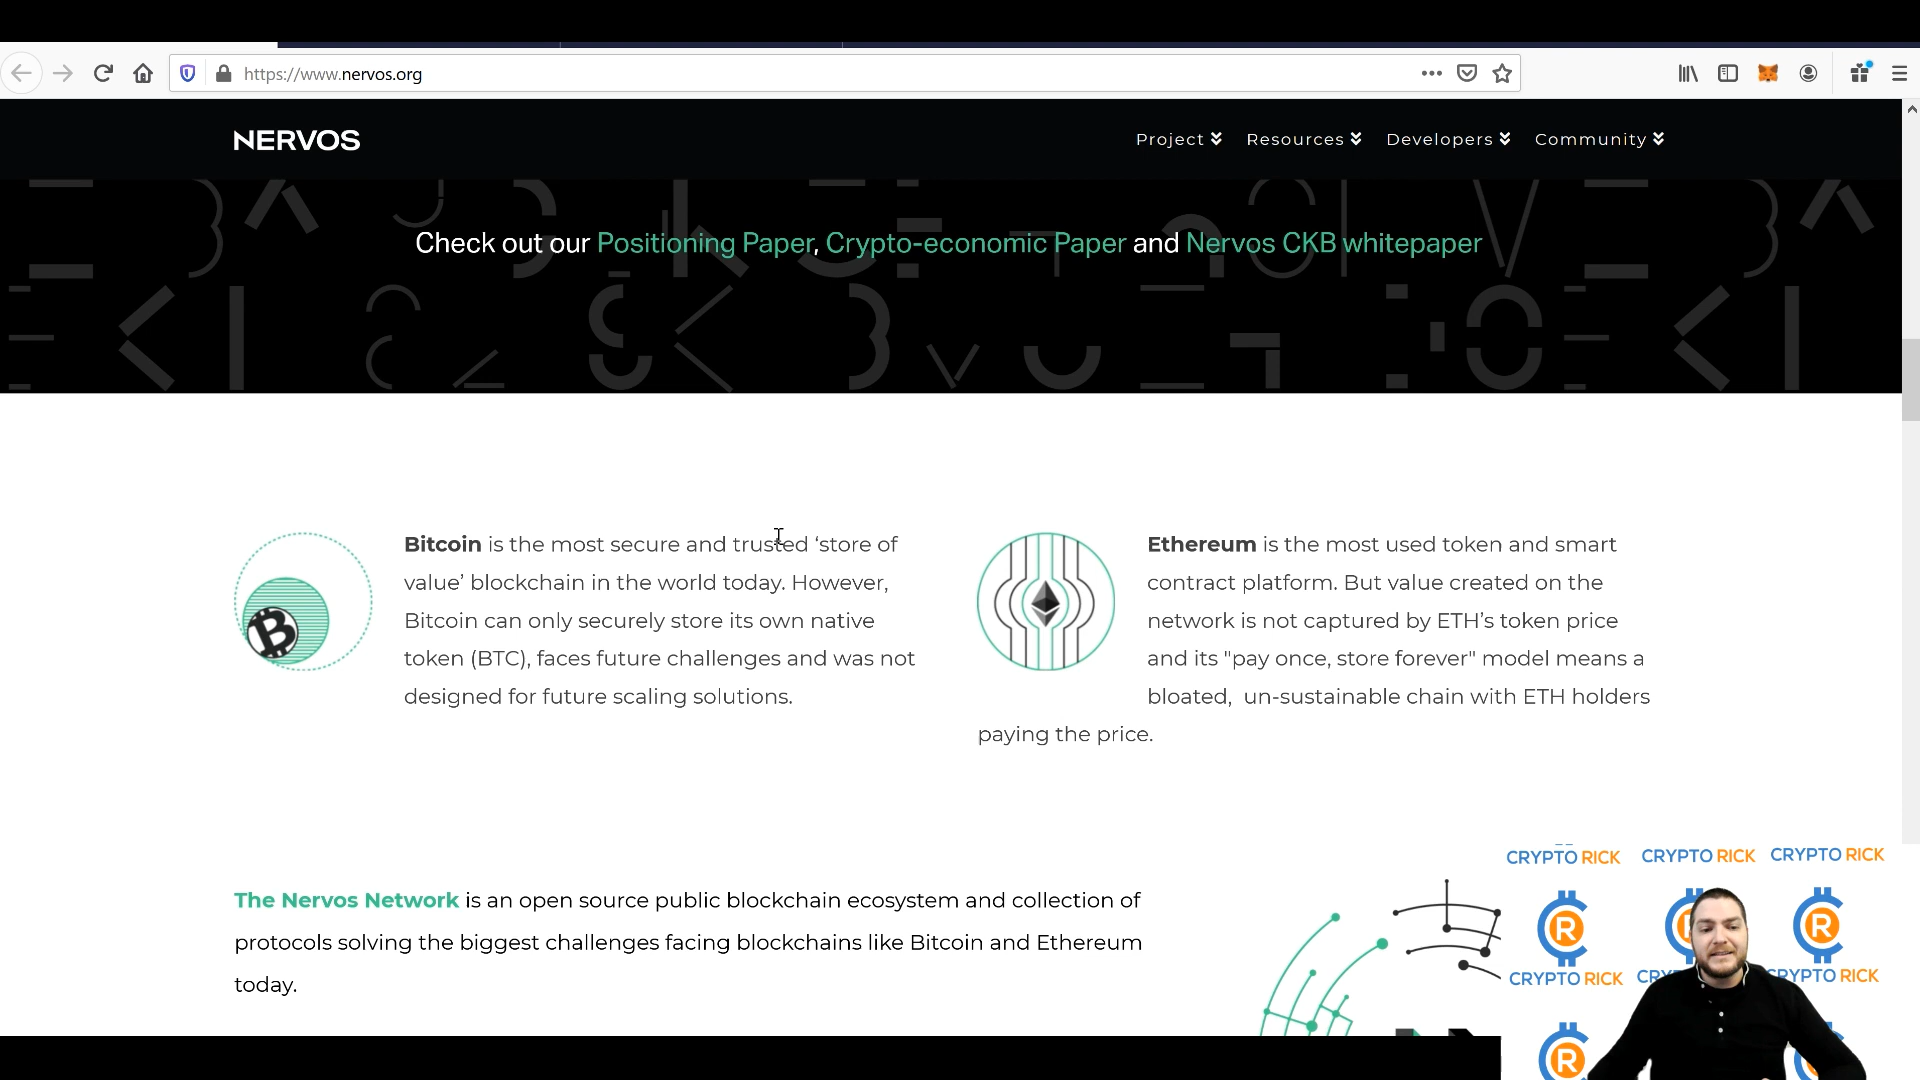 https://www.nervos.org
NERVOS
Project
Resources
Developers
Community
Check out our Positioning Paper, Crypto-economic Paper and Nervos CKB whitepaper
Bitcoin is the most secure and trusted ‘store of
value’ blockchain in the world today. However,
Bitcoin can only securely store its own native
token (BTC), faces future challenges and was not
designed for future scaling solutions.
Ethereum is the most used token and smart
contract platform. But value created on the
network is not captured by ETH’s token price
and its "pay once, store forever" model means a
bloated,  un-sustainable chain with ETH holders
paying the price.
The Nervos Network is an open source public blockchain ecosystem and collection of
protocols solving the biggest challenges facing blockchains like Bitcoin and Ethereum
today.
CRYPTO RICK
CRYPTO RICK
CRYPTO RICK
CRYPTO RICK